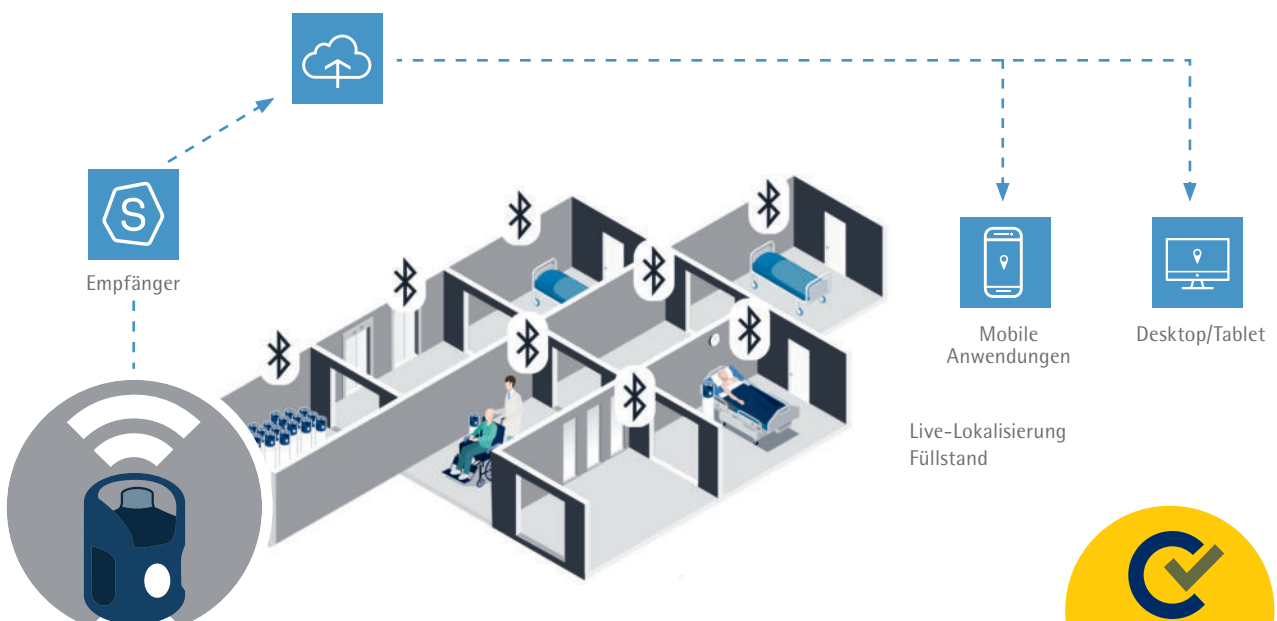 S
Empfänger
Mobile
Anwendungen
Desktop/Tablet
Live-Lokalisierung
Füllstand